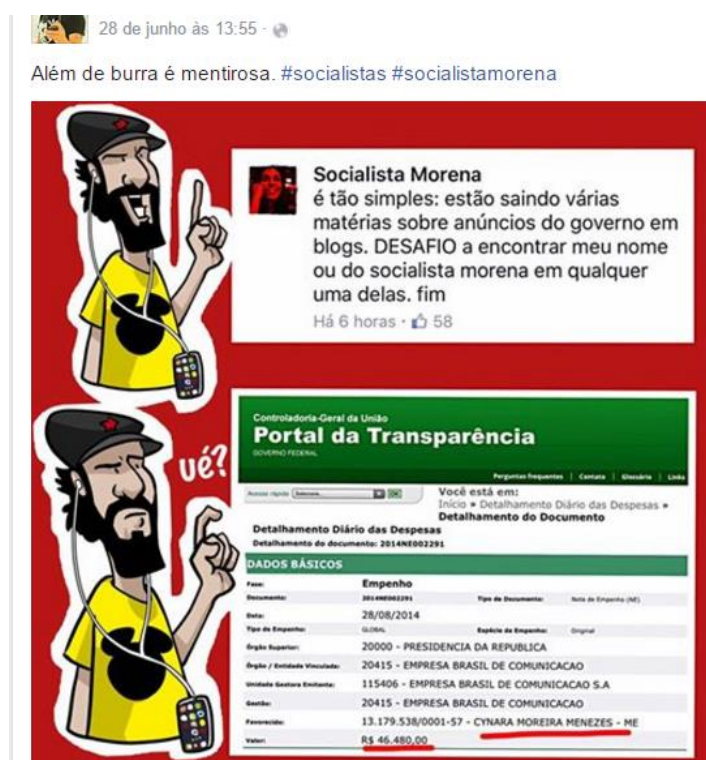 28 de junho às 13:55 ·
Além de burra é mentirosa. #socialistas #socialistamorena
Socialista Morena
é tão simples: estão saindo várias
matérias sobre anúncios do governo em
blogs. DESAFIO a encontrar meu nome
ou do socialista morena em qualquer
uma delas. fim
Há 6 horas · 58
ué?
Controladoria-Geral da União
Portal da Transparência
GOVERNO FEDERAL
Perguntas frequentes | Contato | Glossário | Links
Acesso rápido Selecione... OK
Você está em:
Início » Detalhamento Diário das Despesas »
Detalhamento do Documento
Detalhamento Diário das Despesas
Detalhamento do documento: 2014NE002291
DADOS BÁSICOS
Fase: Empenho
Documento: 2014NE002291 Tipo de Documento: Nota de Empenho (NE)
Data: 28/08/2014
Tipo de Empenho: GLOBAL Espécie de Empenho: Original
Órgão Superior: 20000 - PRESIDENCIA DA REPUBLICA
Órgão / Entidade Vinculada: 20415 - EMPRESA BRASIL DE COMUNICACAO
Unidade Gestora Emitente: 115406 - EMPRESA BRASIL DE COMUNICACAO S.A
Gestão: 20415 - EMPRESA BRASIL DE COMUNICACAO
Favorecido: 13.179.538/0001-57 - CYNARA MOREIRA MENEZES - ME
Valor: R$ 46.480,00